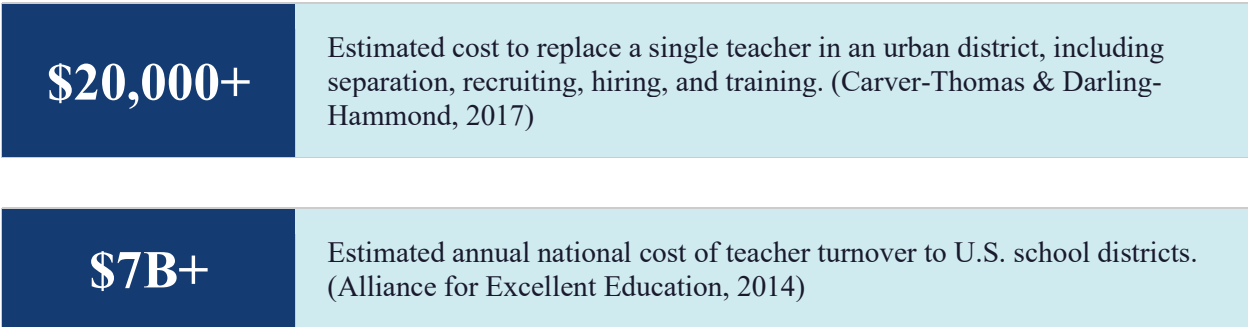 $20,000+
Estimated cost to replace a single teacher in an urban district, including
separation, recruiting, hiring, and training. (Carver-Thomas & Darling-
Hammond, 2017)
$7B+
Estimated annual national cost of teacher turnover to U.S. school districts.
(Alliance for Excellent Education, 2014)